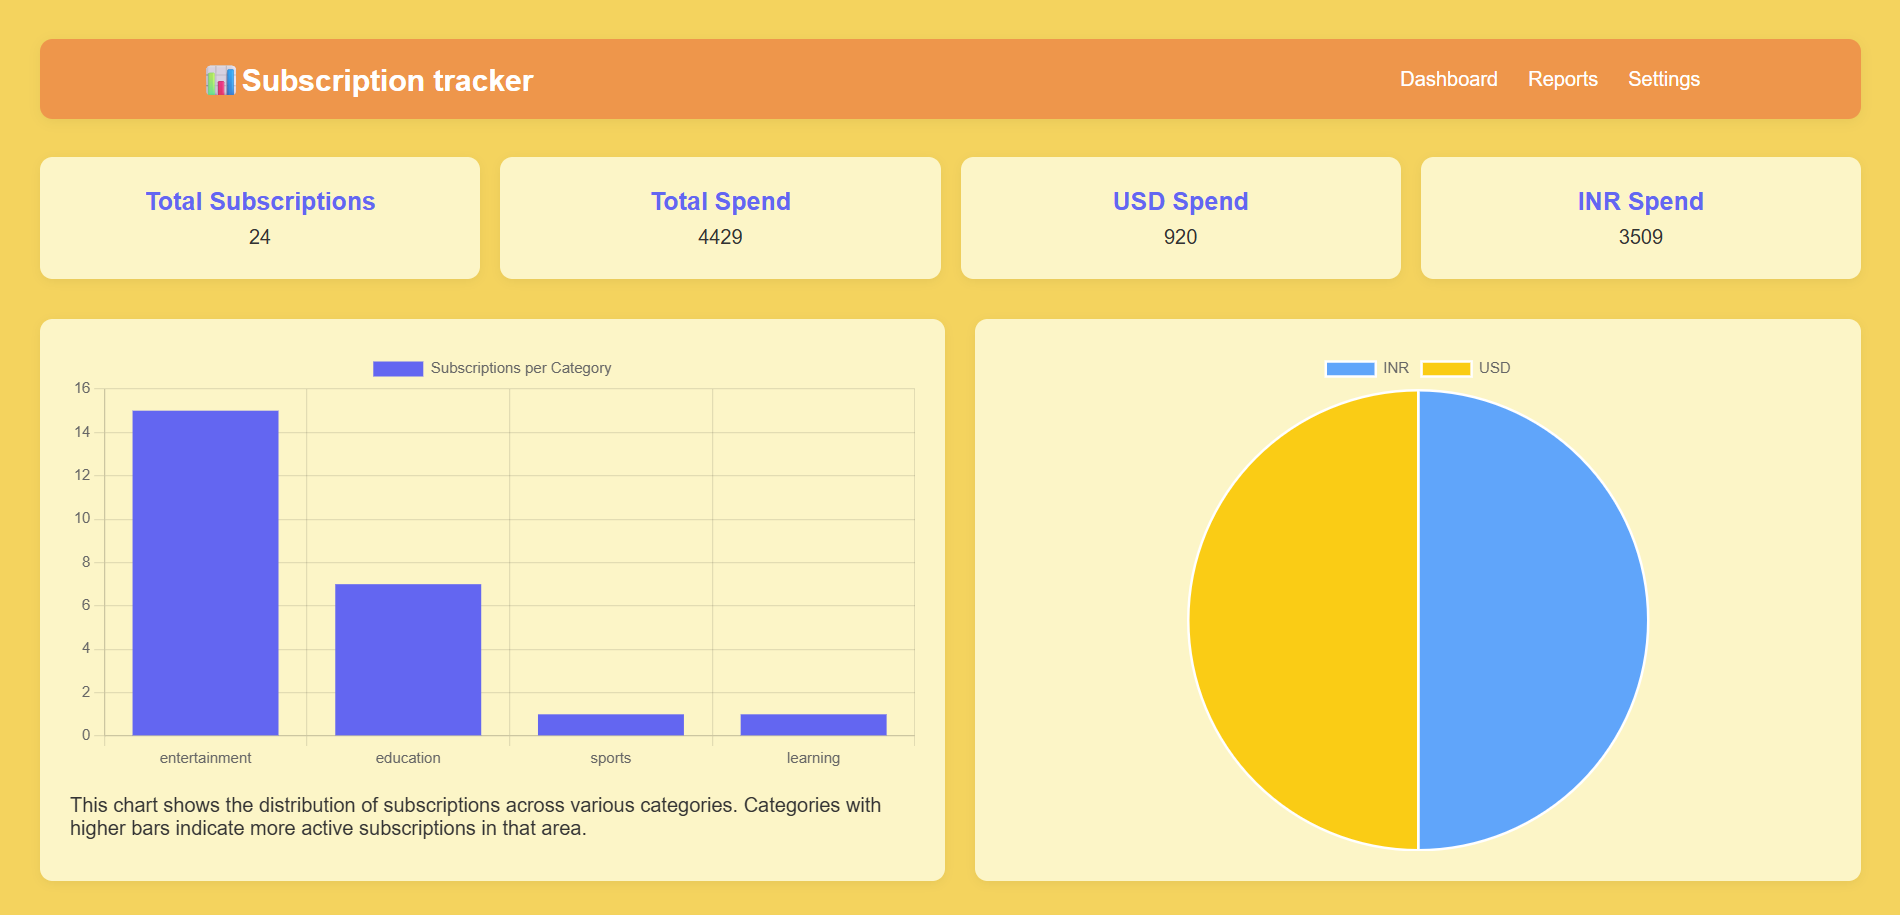 Subscription tracker
Dashboard Reports Settings
Total Subscriptions
24
Total Spend
4429
USD Spend
920
INR Spend
3509
Subscriptions per Category
16
14
12
10
8
6
4
2
0
entertainment education sports learning
This chart shows the distribution of subscriptions across various categories. Categories with
higher bars indicate more active subscriptions in that area.
INR USD